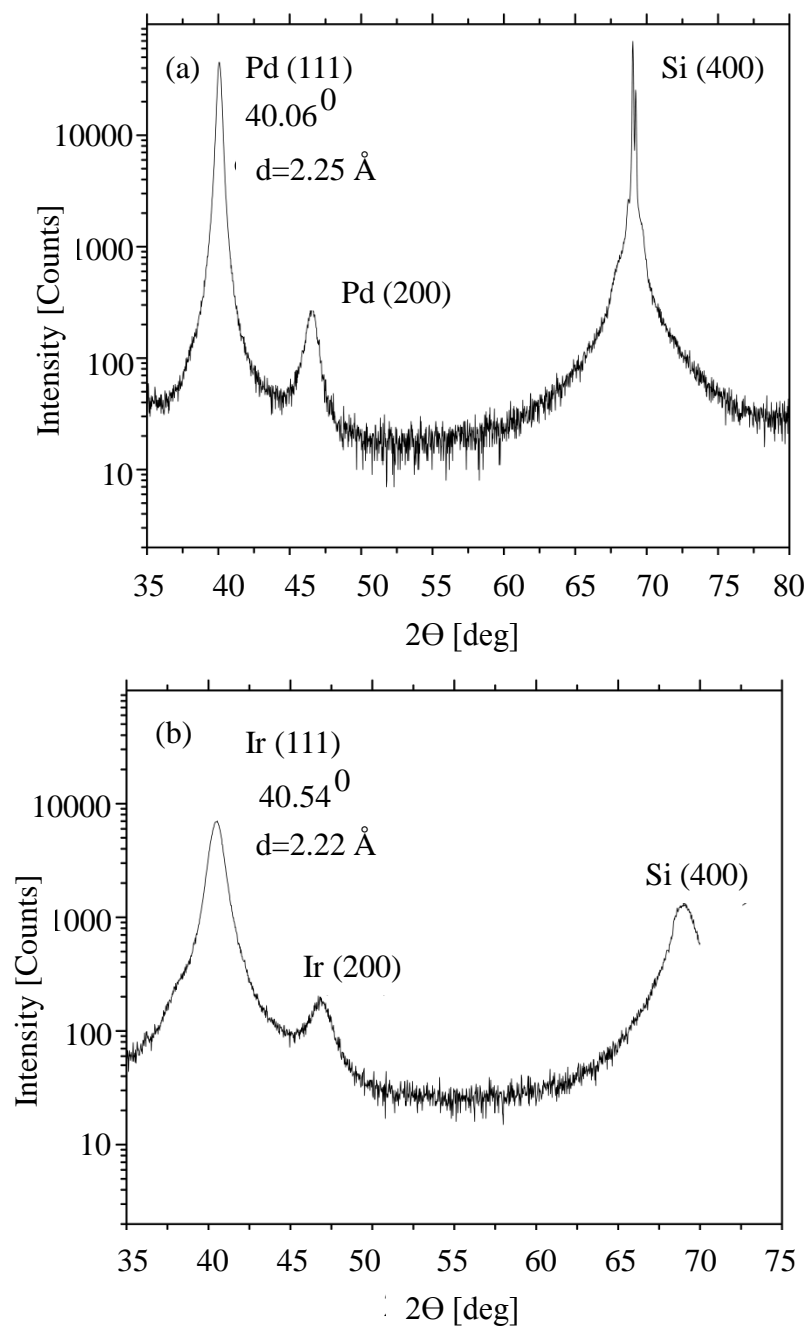 (a) Pd (111) Si (400)
40.06⁰
d=2.25 Å
Pd (200)
10000
1000
100
10
Intensity [Counts]
35 40 45 50 55 60 65 70 75 80
2Θ [deg]
(b) Ir (111)
40.54⁰
d=2.22 Å
Si (400)
Ir (200)
10000
1000
100
10
Intensity [Counts]
35 40 45 50 55 60 65 70 75
2Θ [deg]